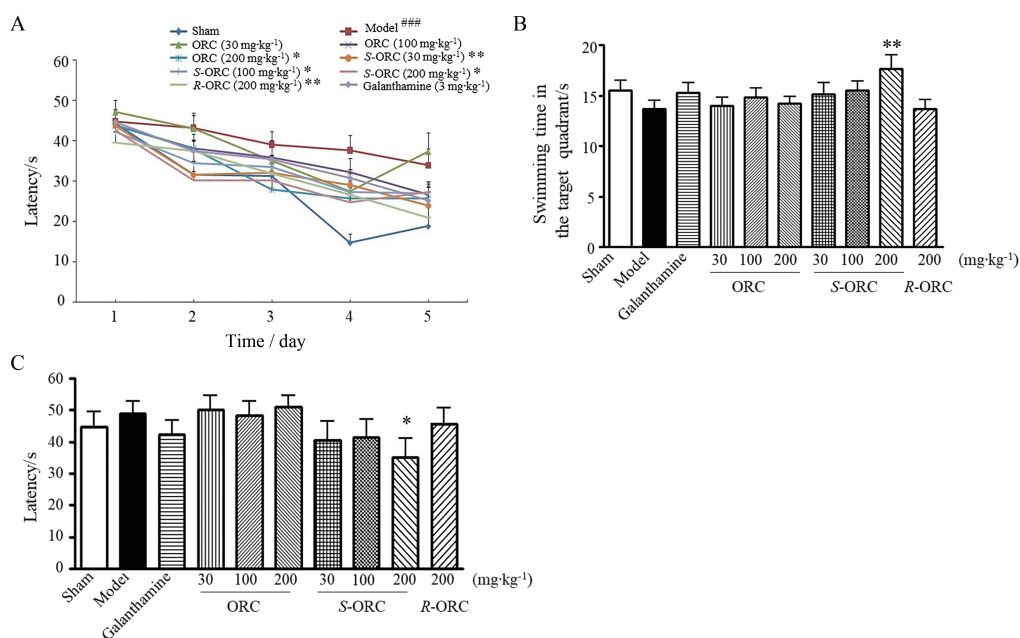 A
Sham
Model ###
ORC (30 mg·kg-1)
ORC (100 mg·kg-1)
ORC (200 mg·kg-1) *
S-ORC (30 mg·kg-1) **
S-ORC (100 mg·kg-1) *
S-ORC (200 mg·kg-1) *
R-ORC (200 mg·kg-1) **
Galanthamine (3 mg·kg-1)
60
50
40
30
20
10
0
Latency/s
1 2 3 4 5
Time / day
B
20
15
10
5
0
Swimming time in
the target quadrant/s
**
Sham
Model
Galanthamine
30 100 200 30 100 200 200 (mg·kg-1)
ORC S-ORC R-ORC
C
60
50
40
30
20
10
0
Latency/s
*
Sham
Model
Galanthamine
30 100 200 30 100 200 200 (mg·kg-1)
ORC S-ORC R-ORC